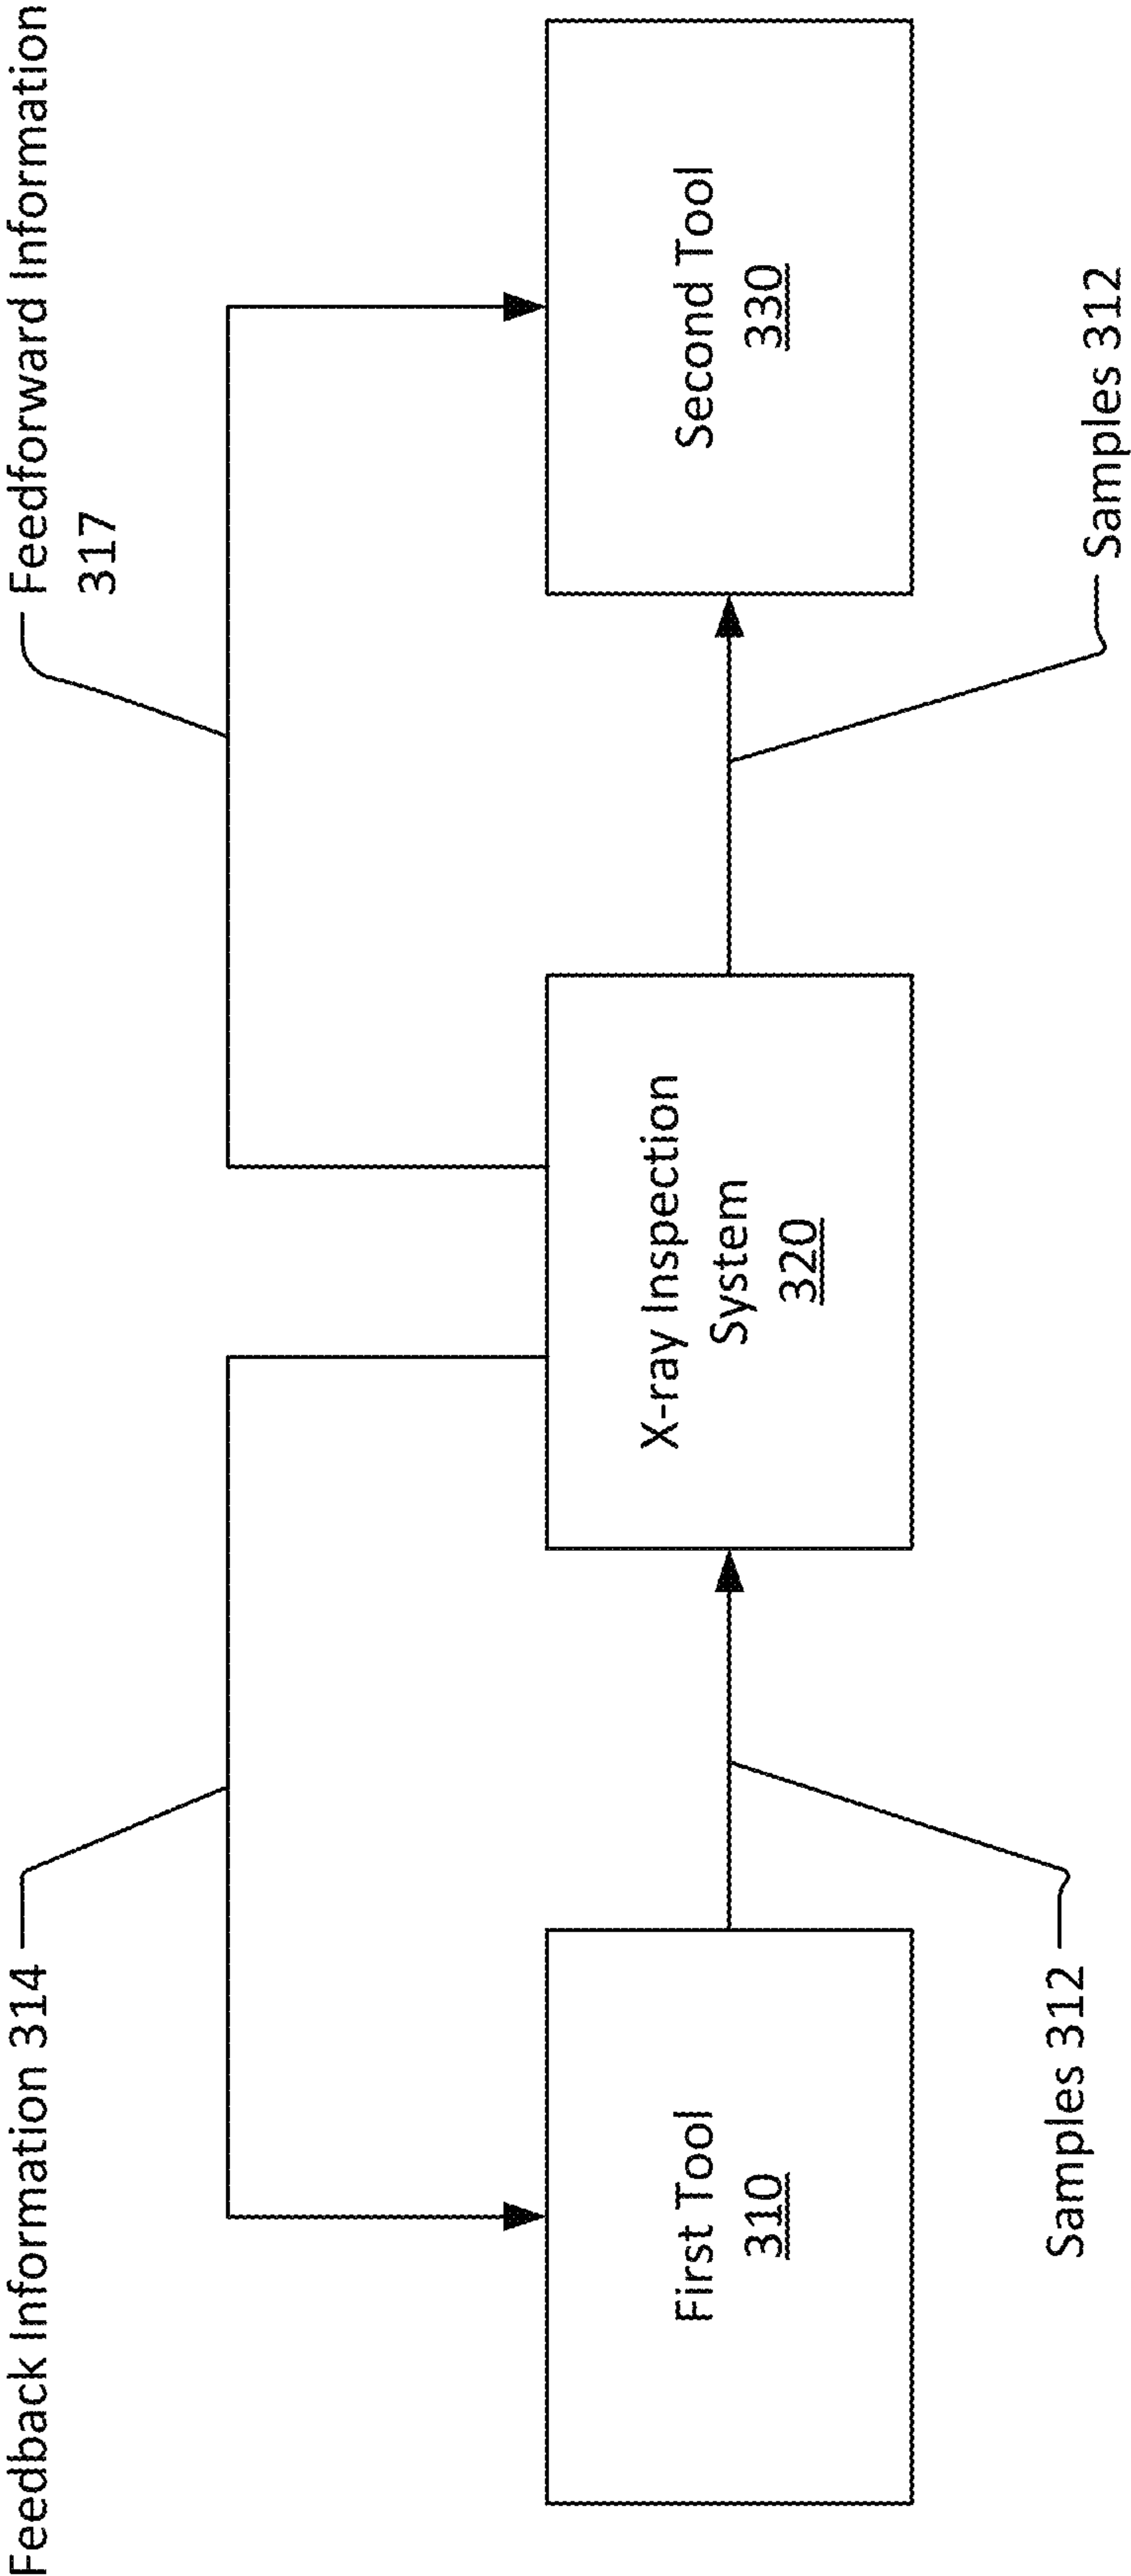 Feedback Information 314
Feedforward Information
317
First Tool
310
X-ray Inspection
System
320
Second Tool
330
Samples 312
Samples 312